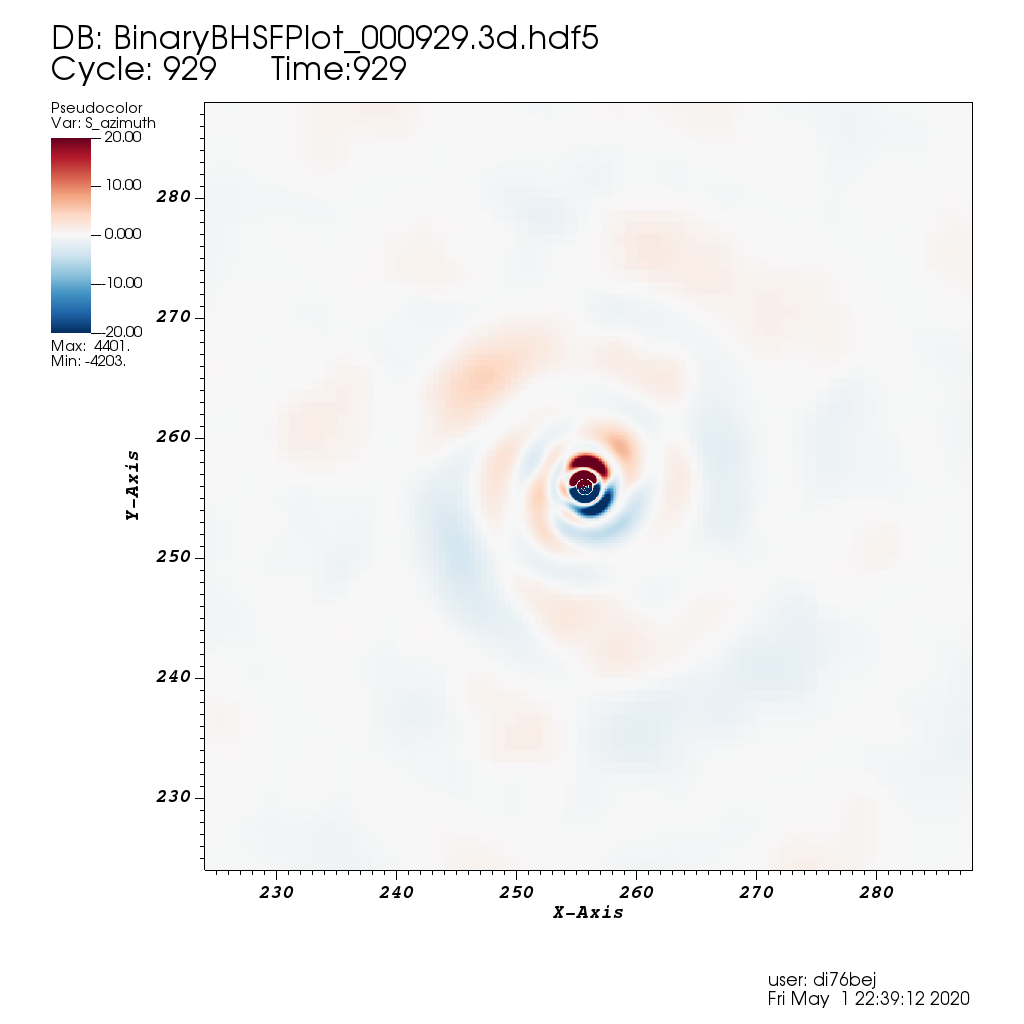 DB: BinaryBHSFPlot_000929.3d.hdf5
Cycle: 929 Time:929
Pseudocolor
Var: S_azimuth
20.00
10.00
0.000
-10.00
-20.00
Max: 4401.
Min: -4203.
280
270
260
250
240
230
Y-Axis
230 240 250 260 270 280
X-Axis
user: di76bej
Fri May 1 22:39:12 2020